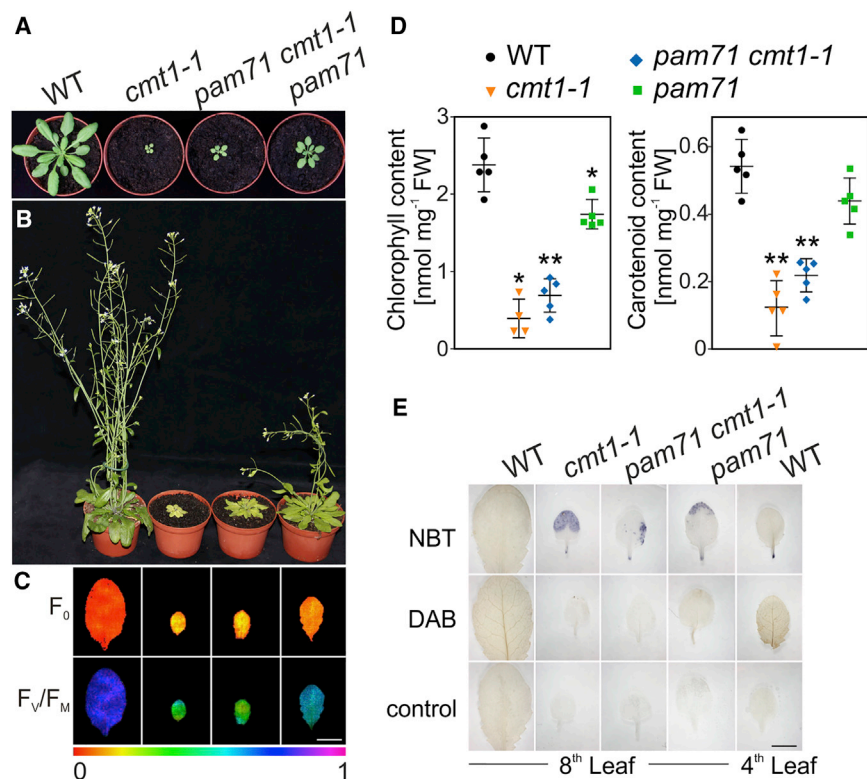 A
WT
cmt1-1
pam71 cmt1-1
pam71
B
C
F₀
Fᵥ/Fₘ
0
1
D
WT
cmt1-1
pam71 cmt1-1
pam71
Chlorophyll content
[nmol mg⁻¹ FW]
3
2
1
0
*
**
*
Carotenoid content
[nmol mg⁻¹ FW]
0.6
0.4
0.2
0
**
**
E
WT
cmt1-1
pam71 cmt1-1
pam71
WT
NBT
DAB
control
8th Leaf
4th Leaf